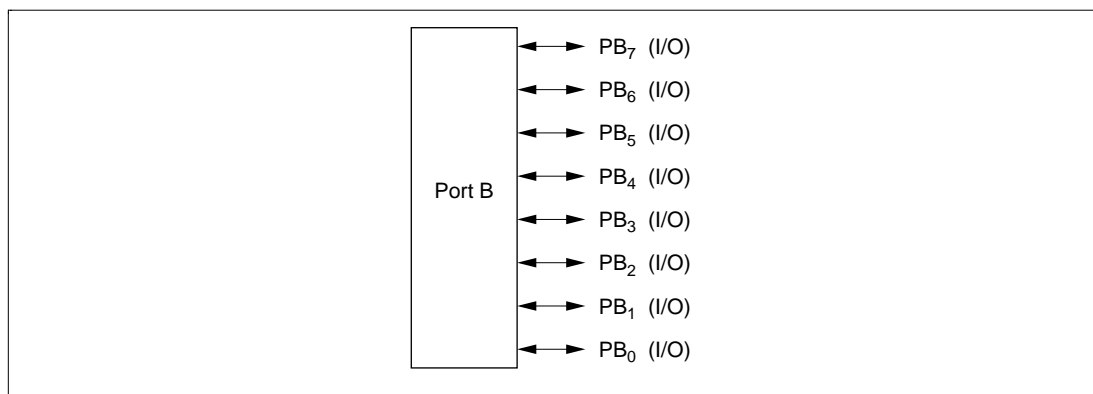 PB₇ (I/O)
PB₆ (I/O)
PB₅ (I/O)
PB₄ (I/O)
Port B
PB₃ (I/O)
PB₂ (I/O)
PB₁ (I/O)
PB₀ (I/O)